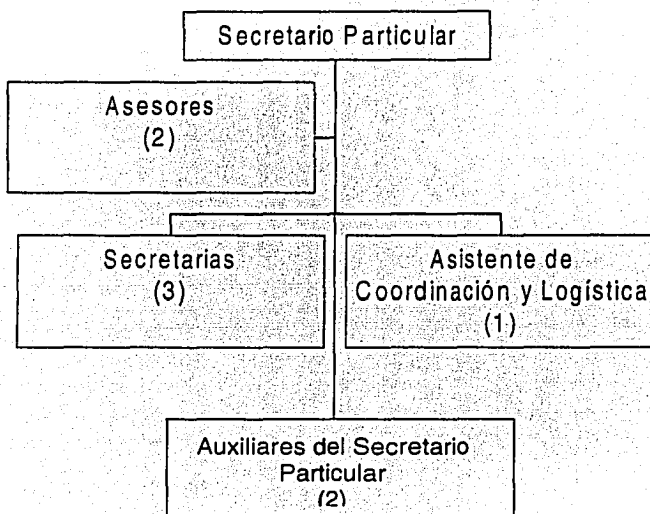 Secretario Particular
Asesores
(2)
Secretarias
(3)
Asistente de
Coordinación y Logística
(1)
Auxiliares del Secretario
Particular
(2)